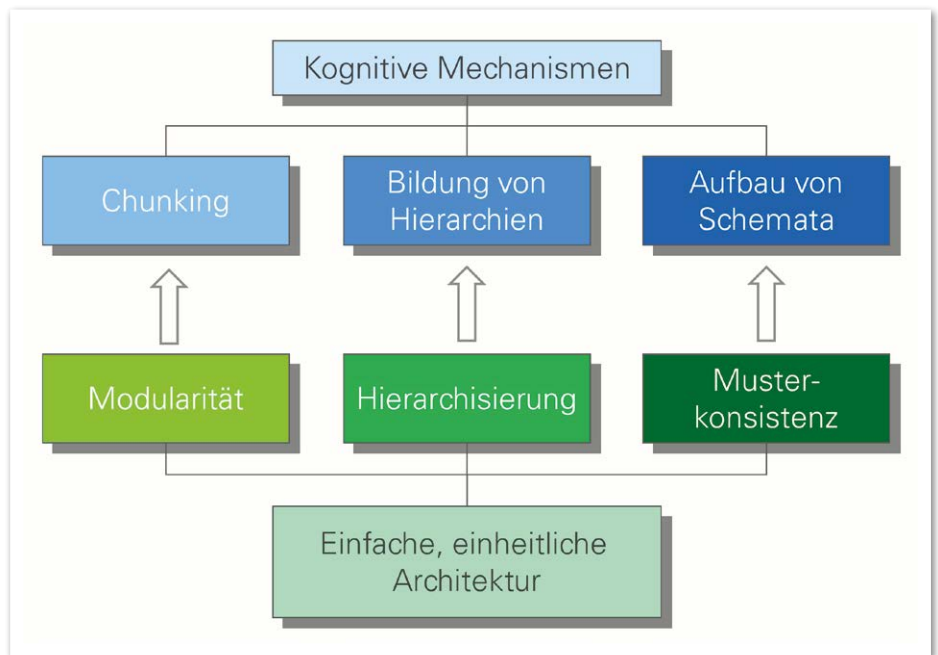 Kognitive Mechanismen
Chunking
Bildung von
Hierarchien
Aufbau von
Schemata
Modularität
Hierarchisierung
Muster-
konsistenz
Einfache, einheitliche
Architektur